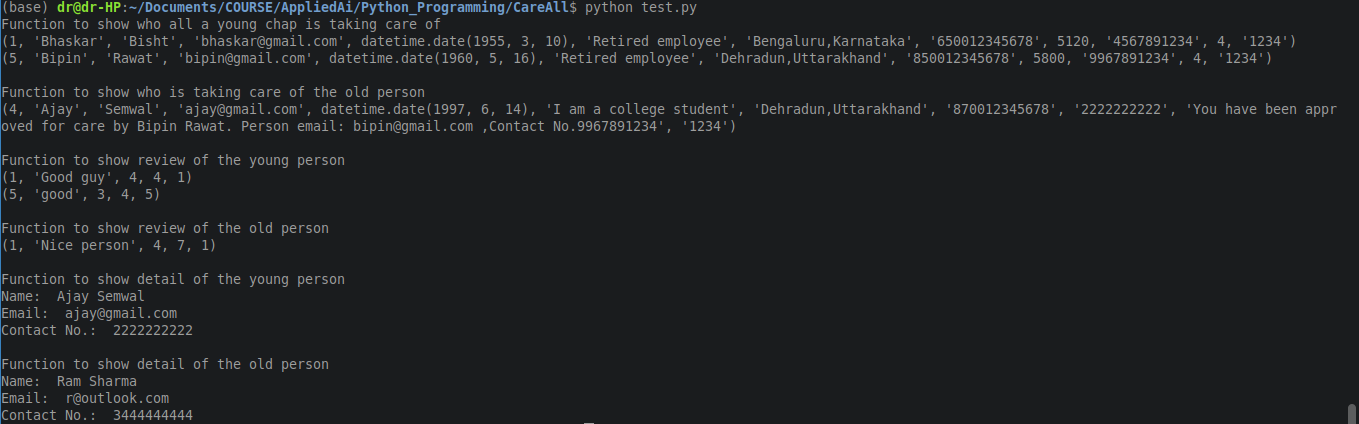 (base) dr@dr-HP:~/Documents/COURSE/AppliedAi/Python_Programming/CareAll$ python test.py
Function to show who all a young chap is taking care of
(1, 'Bhaskar', 'Bisht', 'bhaskar@gmail.com', datetime.date(1955, 3, 10), 'Retired employee', 'Bengaluru,Karnataka', '650012345678', 5120, '4567891234', 4, '1234')
(5, 'Bipin', 'Rawat', 'bipin@gmail.com', datetime.date(1960, 5, 16), 'Retired employee', 'Dehradun,Uttarakhand', '850012345678', 5800, '9967891234', 4, '1234')
Function to show who is taking care of the old person
(4, 'Ajay', 'Semwal', 'ajay@gmail.com', datetime.date(1997, 6, 14), 'I am a college student', 'Dehradun,Uttarakhand', '870012345678', '2222222222', 'You have been appr
oved for care by Bipin Rawat. Person email: bipin@gmail.com ,Contact No.9967891234', '1234')
Function to show review of the young person
(1, 'Good guy', 4, 4, 1)
(5, 'good', 3, 4, 5)
Function to show review of the old person
(1, 'Nice person', 4, 7, 1)
Function to show detail of the young person
Name:  Ajay Semwal
Email:  ajay@gmail.com
Contact No.:  2222222222
Function to show detail of the old person
Name:  Ram Sharma
Email:  r@outlook.com
Contact No.:  3444444444